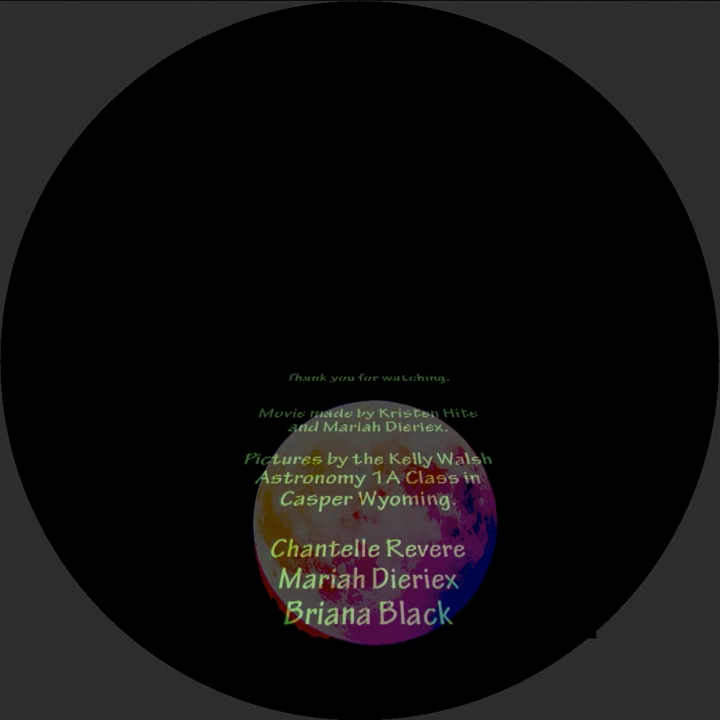 Thank you for watching.
Movie made by Kristen Hite
and Mariah Dieriex.
Pictures by the Kelly Walsh
Astronomy 1A Class in
Casper Wyoming.
Chantelle Revere
Mariah Dieriex
Briana Black